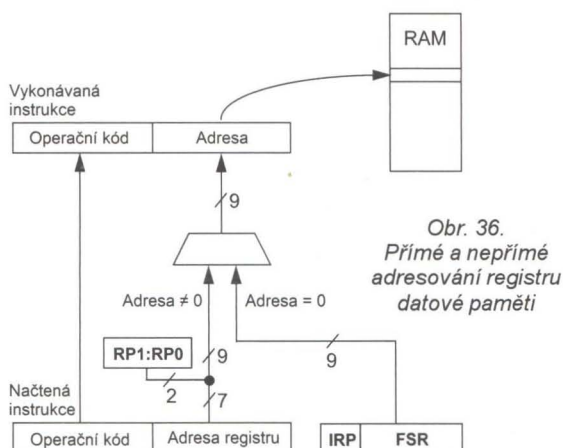 RAM
Vykonávaná
instrukce
Operační kód
Adresa
9
Obr. 36.
Přímé a nepřímé
adresování registru
datové paměti
Adresa ≠ 0
Adresa = 0
RP1:RP0
9
9
2
7
Načtená
instrukce
Operační kód
Adresa registru
IRP
FSR